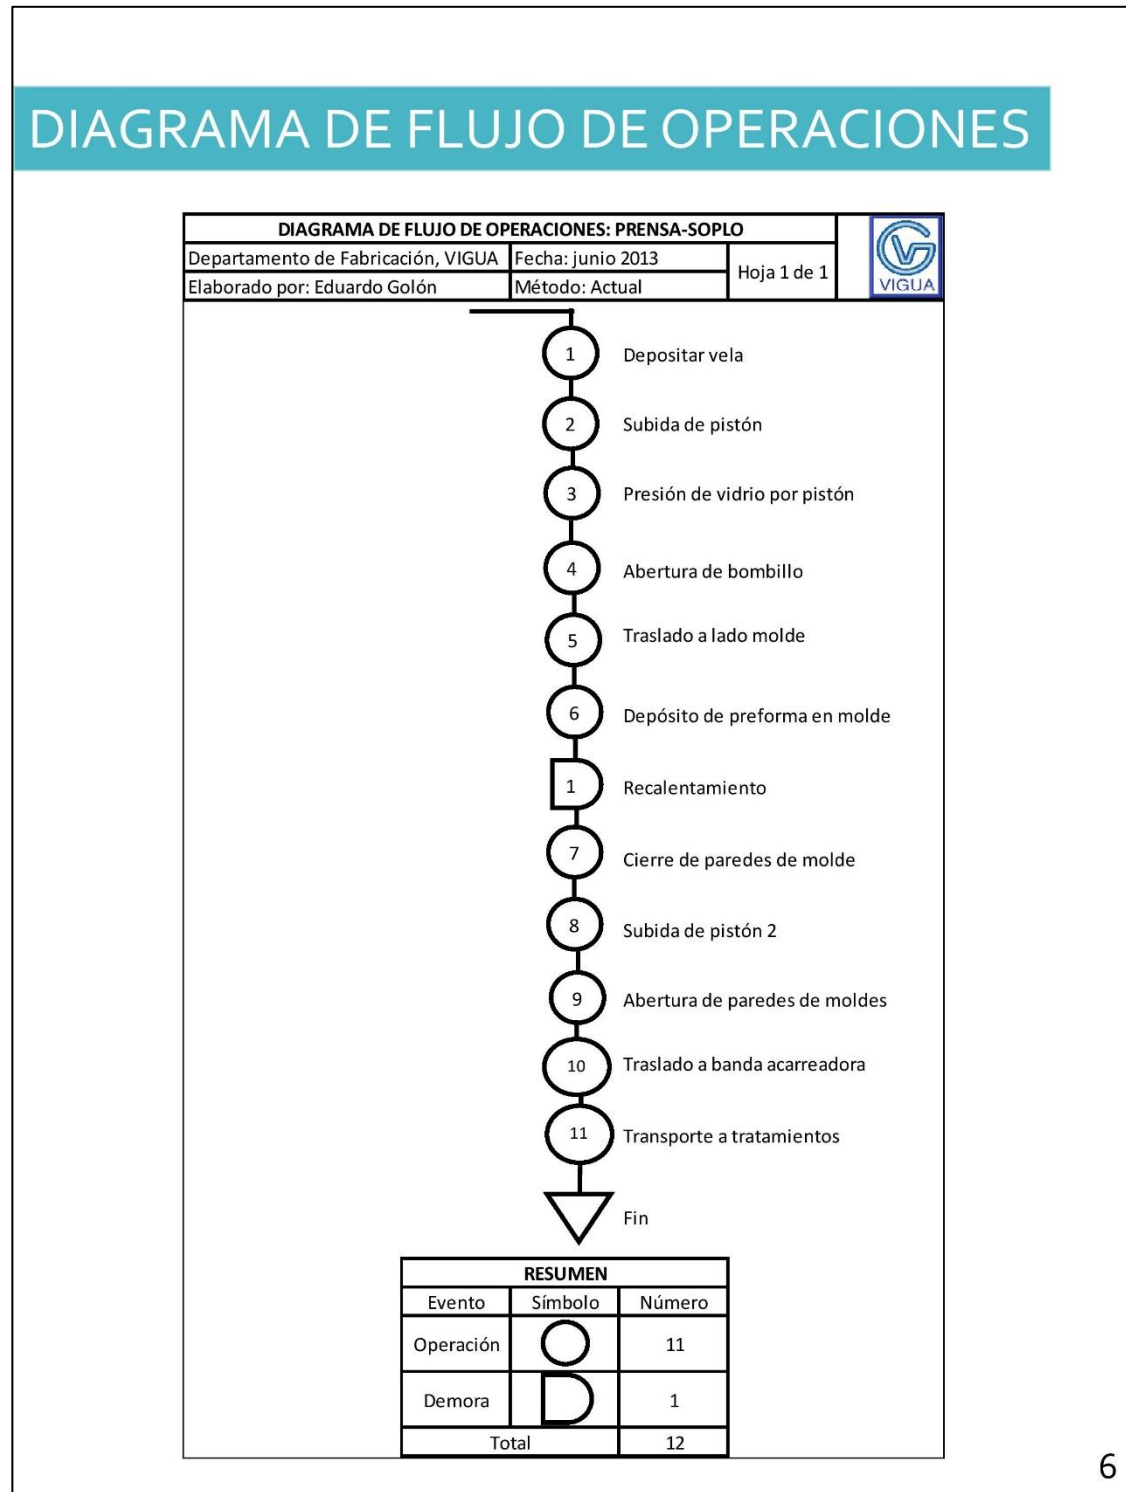 DIAGRAMA DE FLUJO DE OPERACIONES
DIAGRAMA DE FLUJO DE OPERACIONES: PRENSA-SOPLO
Departamento de Fabricación, VIGUA
Fecha: junio 2013
Hoja 1 de 1
Elaborado por: Eduardo Golón
Método: Actual
VIGUA
1 Depositar vela
2 Subida de pistón
3 Presión de vidrio por pistón
4 Abertura de bombillo
5 Traslado a lado molde
6 Depósito de preforma en molde
1 Recalentamiento
7 Cierre de paredes de molde
8 Subida de pistón 2
9 Abertura de paredes de moldes
10 Traslado a banda acarreadora
11 Transporte a tratamientos
Fin
RESUMEN
Evento Símbolo Número
Operación 11
Demora 1
Total 12
6